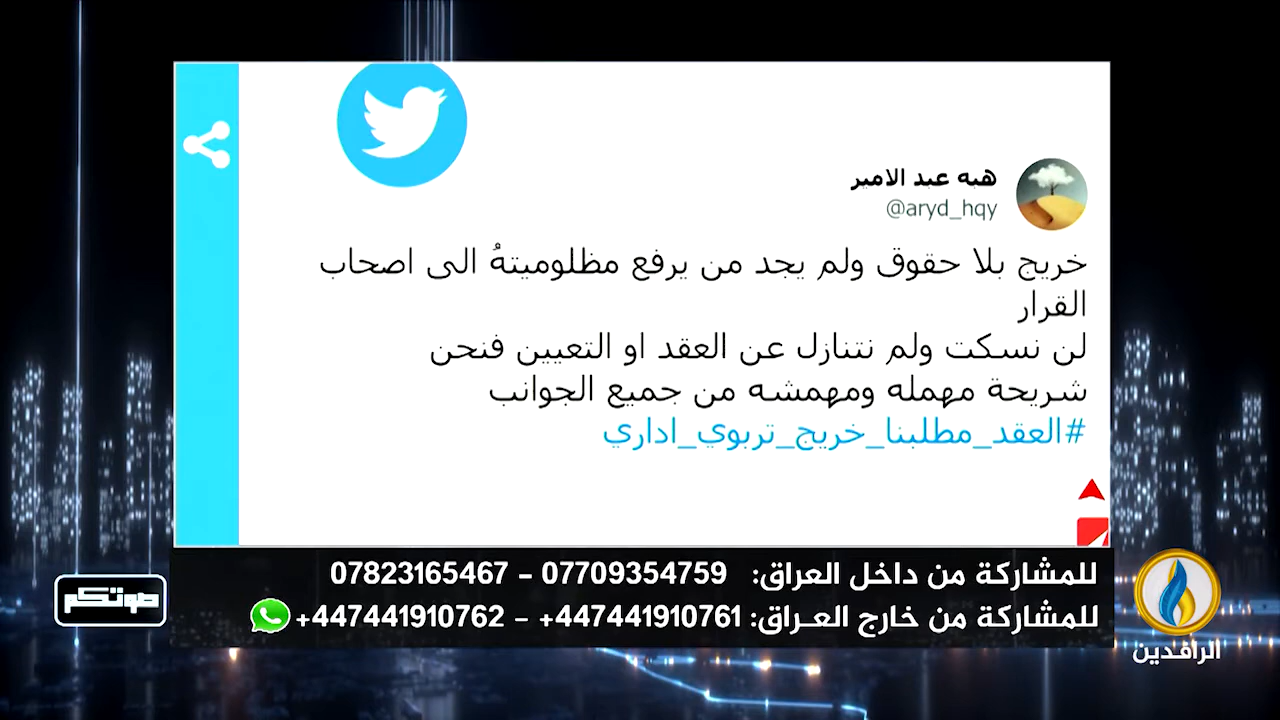 هبه عبد الامير
@aryd_hqy
خريج بلا حقوق ولم يجد من يرفع مظلوميتهُ الى اصحاب
القرار
لن نسكت ولم نتنازل عن العقد او التعيين فنحن
شريحة مهمله ومهمشه من جميع الجوانب
#العقد_مطلبنا_خريج_تربوي_اداري
للمشاركة من داخل العراق: 07709354759 - 07823165467
للمشاركة من خارج العـراق: 447441910761+ - 447441910762+
صوتكم
الرافدين